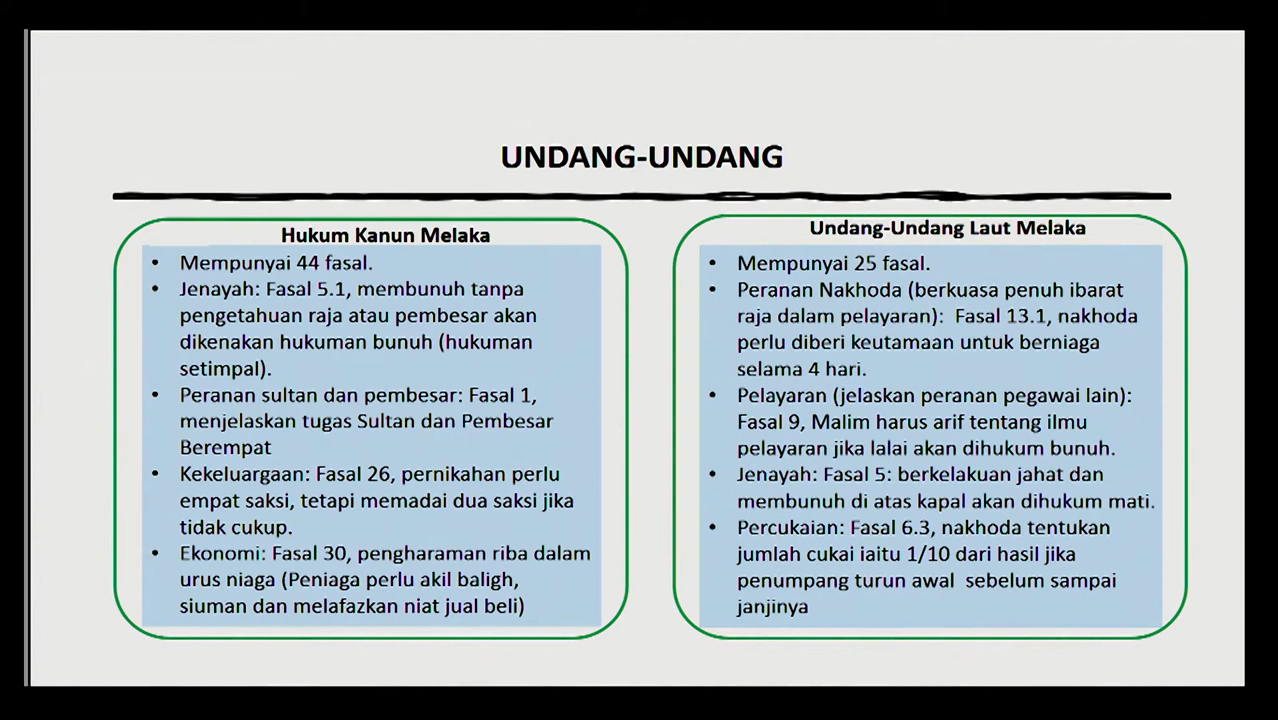 UNDANG-UNDANG
Hukum Kanun Melaka
• Mempunyai 44 fasal.
• Jenayah: Fasal 5.1, membunuh tanpa
pengetahuan raja atau pembesar akan
dikenakan hukuman bunuh (hukuman
setimpal).
• Peranan sultan dan pembesar: Fasal 1,
menjelaskan tugas Sultan dan Pembesar
Berempat
• Kekeluargaan: Fasal 26, pernikahan perlu
empat saksi, tetapi memadai dua saksi jika
tidak cukup.
• Ekonomi: Fasal 30, pengharaman riba dalam
urus niaga (Peniaga perlu akil baligh,
siuman dan melafazkan niat jual beli)
Undang-Undang Laut Melaka
• Mempunyai 25 fasal.
• Peranan Nakhoda (berkuasa penuh ibarat
raja dalam pelayaran): Fasal 13.1, nakhoda
perlu diberi keutamaan untuk berniaga
selama 4 hari.
• Pelayaran (jelaskan peranan pegawai lain):
Fasal 9, Malim harus arif tentang ilmu
pelayaran jika lalai akan dihukum bunuh.
• Jenayah: Fasal 5: berkelakuan jahat dan
membunuh di atas kapal akan dihukum mati.
• Percukaian: Fasal 6.3, nakhoda tentukan
jumlah cukai iaitu 1/10 dari hasil jika
penumpang turun awal sebelum sampai
janjinya